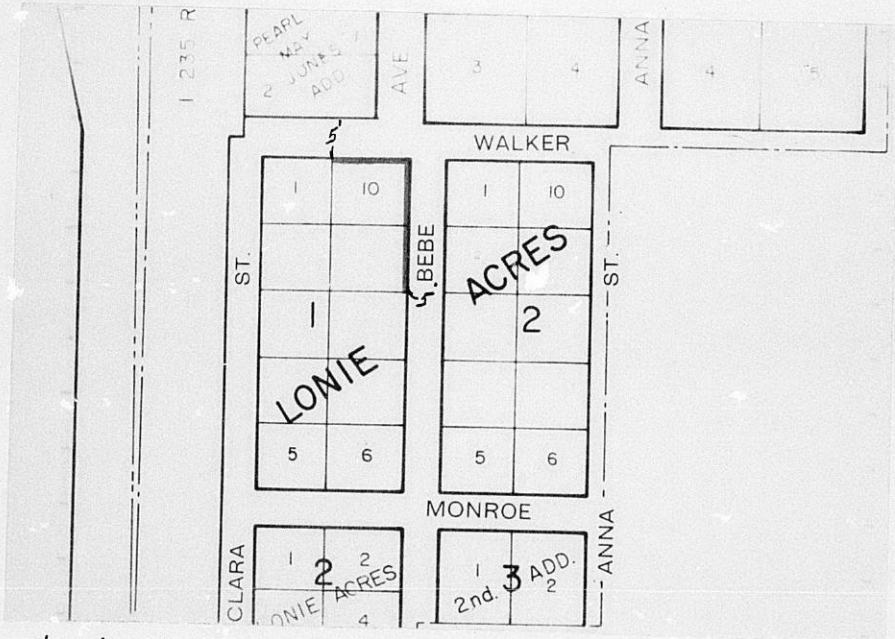 1 235 R
PEARL
MAY
JUNES
ADD
2
AVE
3
4
ANNA
4
5
5'
WALKER
1
10
1
10
ST.
BEBE
ACRES
ST.
5'
1
2
LONIE
5
6
5
6
MONROE
CLARA
1
2
2
ONIE ACRES
4
1
3
2nd. ADD.
2
ANNA